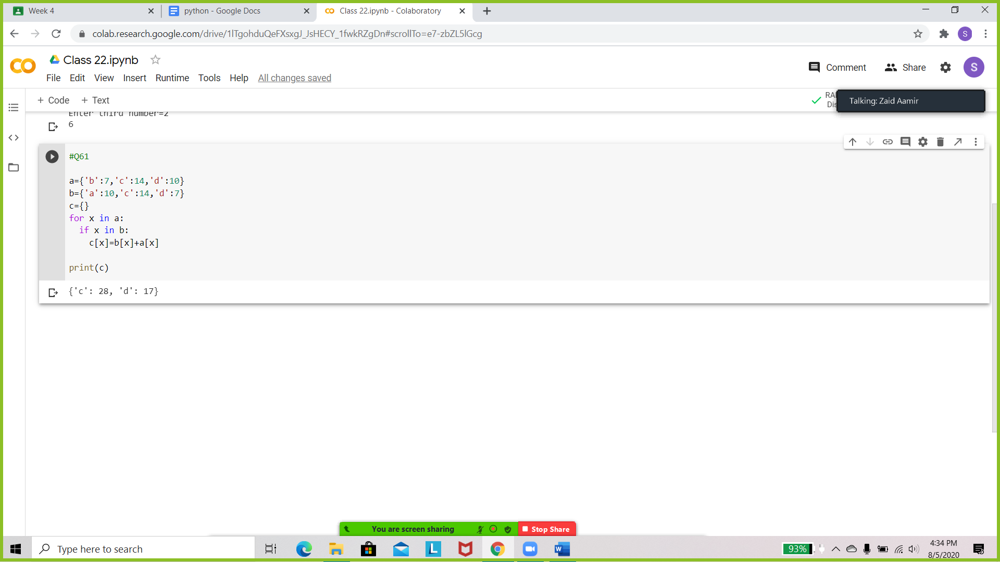 Week 4
python - Google Docs
Class 22.ipynb - Colaboratory
colab.research.google.com/drive/1lTgohduQeFXsxgJ_JsHECY_1fwkRZgDn#scrollTo=e7-zbZL5lGcg
S
Class 22.ipynb
Comment
Share
S
File Edit View Insert Runtime Tools Help All changes saved
+ Code + Text
Talking: Zaid Aamir
Enter third number=2
6
#Q61
a={'b':7,'c':14,'d':10}
b={'a':10,'c':14,'d':7}
c={}
for x in a:
if x in b:
c[x]=b[x]+a[x]
print(c)
{'c': 28, 'd': 17}
You are screen sharing
Stop Share
Type here to search
L
W
93%
4:34 PM
8/5/2020